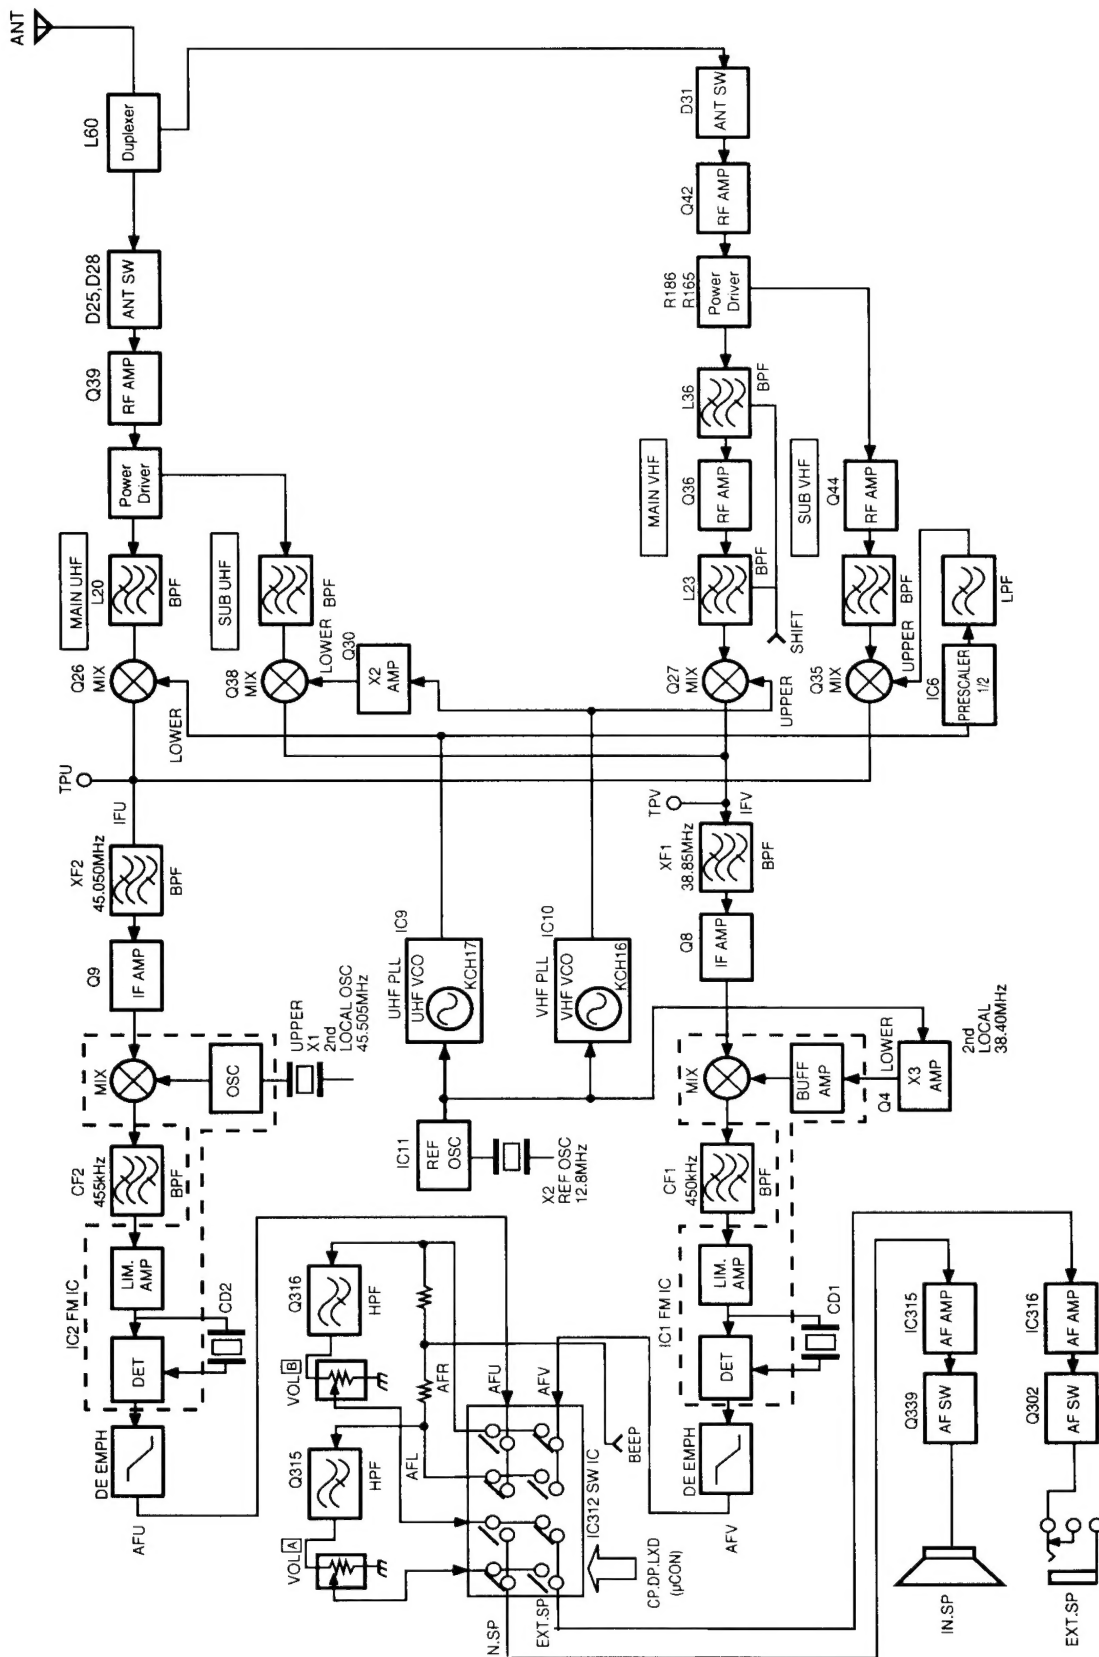 ANT
L60
Duplexer
D25,D28
ANT SW
Q39
RF AMP
Power
Driver
MAIN UHF
L20
BPF
Q26
MIX
LOWER
SUB UHF
BPF
Q38
MIX
LOWER
Q30
X2
AMP
TPU
IFU
XF2
45.050MHz
BPF
Q9
IF AMP
MIX
OSC
UPPER
X1
2nd
LOCAL OSC
45.505MHz
CF2
455kHz
BPF
IC2 FM IC
LIM.
AMP
DET
CD2
DE EMPH
AFU
D31
ANT SW
Q42
RF AMP
R186
R165
Power
Driver
L36
BPF
MAIN VHF
Q36
RF AMP
L23
BPF
SHIFT
Q27
MIX
UPPER
SUB VHF
Q44
RF AMP
BPF
Q35
MIX
UPPER
LPF
IC6
PRESCALER
1/2
TPV
IFV
XF1
38.85MHz
BPF
Q8
IF AMP
MIX
BUFF
AMP
LOWER
Q4
X3
AMP
2nd
LOCAL
38.40MHz
CF1
450kHz
BPF
IC1 FM IC
LIM.
AMP
DET
CD1
DE EMPH
AFV
IC9
UHF PLL
UHF VCO
KCH17
IC10
VHF PLL
VHF VCO
KCH16
IC11
REF
OSC
X2
REF OSC
12.8MHz
Q316
HPF
VOL B
Q315
HPF
VOL A
AFR
AFL
AFU
AFV
BEEP
IC312 SW IC
CP.DP.LXD
(μCON)
N.SP
EXT.SP
IC315
AF AMP
Q339
AF SW
IN.SP
IC316
AF AMP
Q302
AF SW
EXT.SP